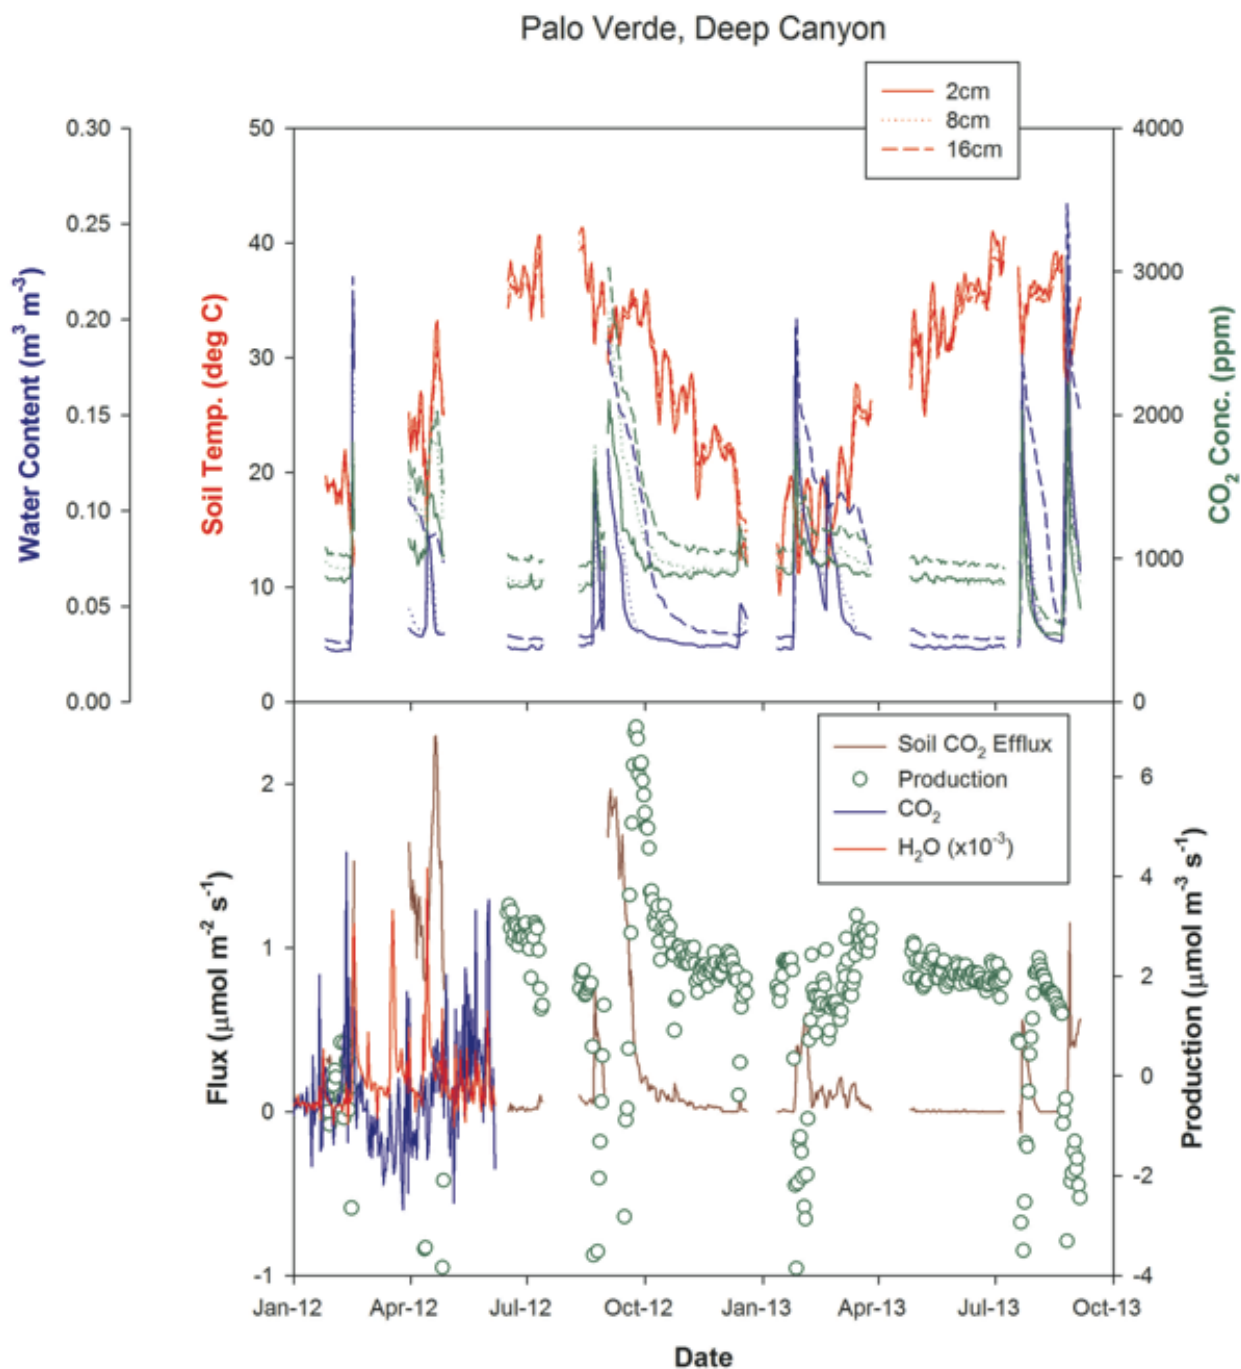 Palo Verde, Deep Canyon
2cm
8cm
16cm
0.30
0.25
0.20
0.15
0.10
0.05
0.00
Water Content (m³ m⁻³)
50
40
30
20
10
0
Soil Temp. (deg C)
4000
3000
2000
1000
0
CO₂ Conc. (ppm)
Soil CO₂ Efflux
Production
CO₂
H₂O (x10⁻³)
2
1
0
-1
Flux (μmol m⁻² s⁻¹)
6
4
2
0
-2
-4
Production (μmol m⁻³ s⁻¹)
Jan-12 Apr-12 Jul-12 Oct-12 Jan-13 Apr-13 Jul-13 Oct-13
Date